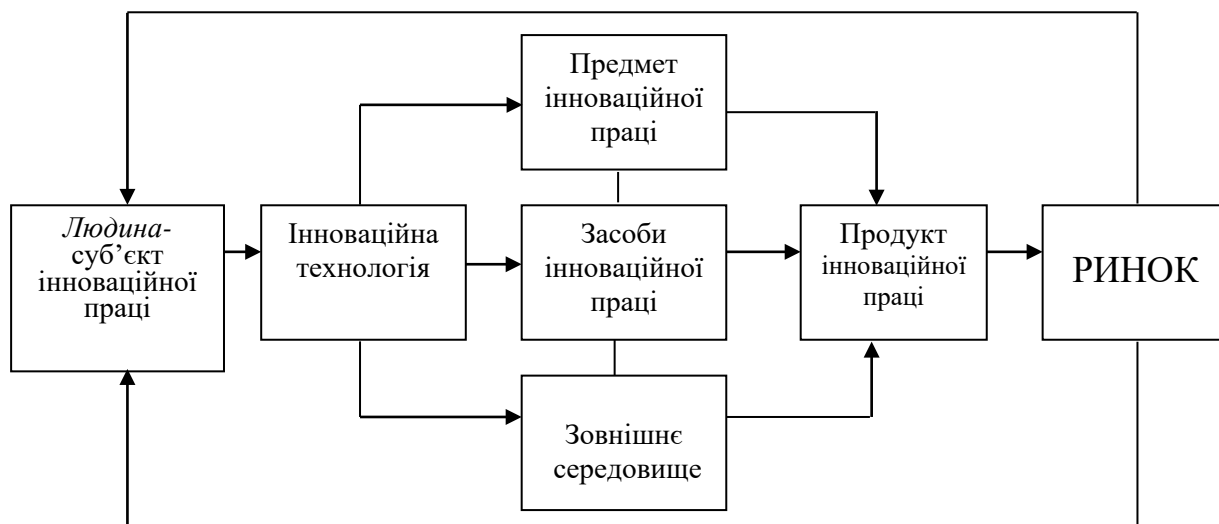 Предмет
інноваційної
праці
Людина-
суб’єкт
інноваційної
праці
Інноваційна
технологія
Засоби
інноваційної
праці
Продукт
інноваційної
праці
РИНОК
Зовнішнє
середовище